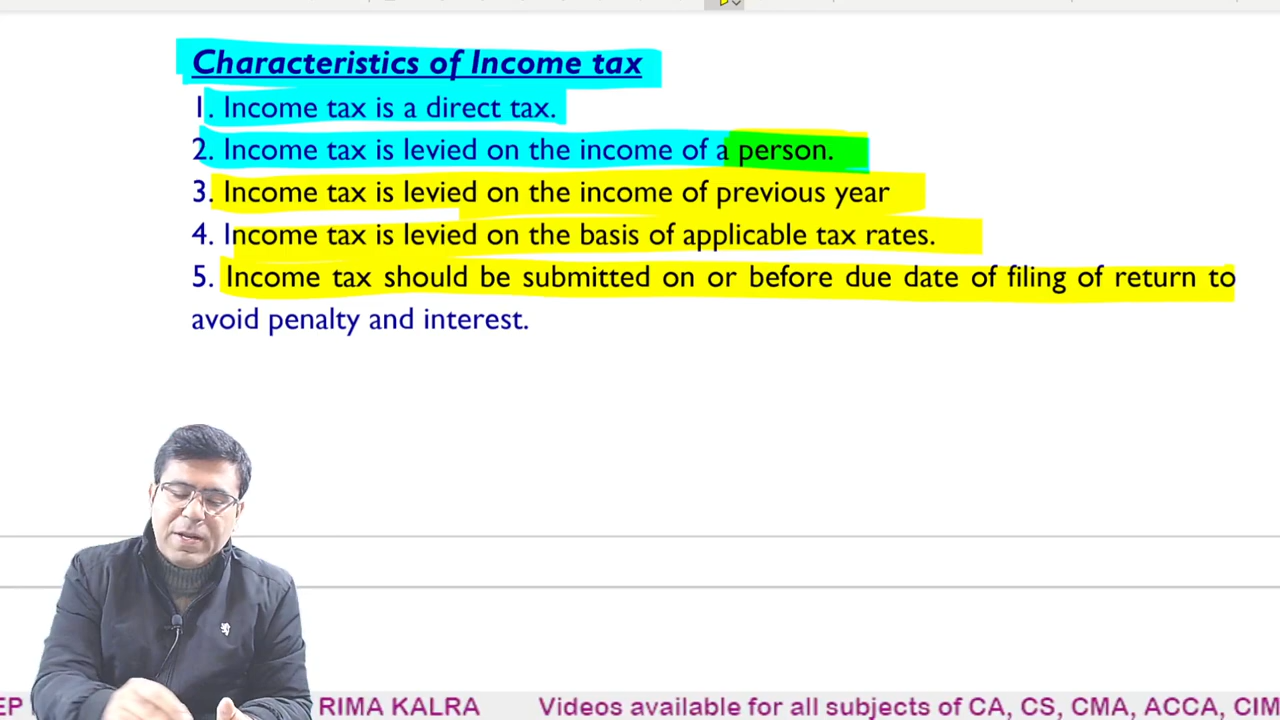 Characteristics of Income tax
1. Income tax is a direct tax.
2. Income tax is levied on the income of a person.
3. Income tax is levied on the income of previous year
4. Income tax is levied on the basis of applicable tax rates.
5. Income tax should be submitted on or before due date of filing of return to
avoid penalty and interest.
EP RIMA KALRA Videos available for all subjects of CA, CS, CMA, ACCA, CIM